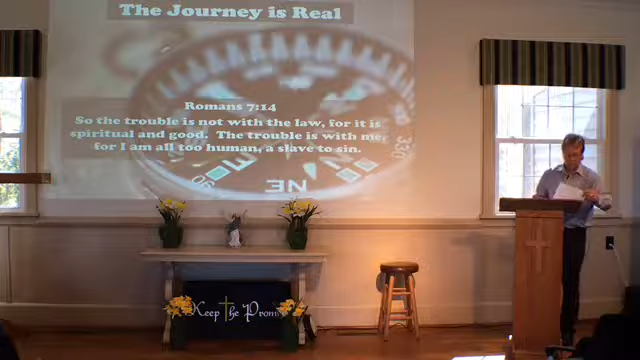 The Journey is Real
Romans 7:14
So the trouble is not with the law, for it is
spiritual and good. The trouble is with me,
for I am all too human, a slave to sin.
330
NE
Keep The